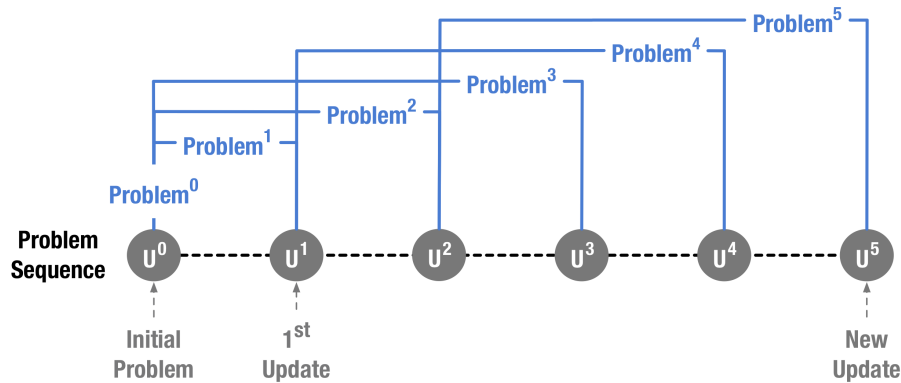 Problem⁵
Problem⁴
Problem³
Problem²
Problem¹
Problem⁰
Problem
Sequence
U⁰
U¹
U²
U³
U⁴
U⁵
Initial
Problem
1st
Update
New
Update